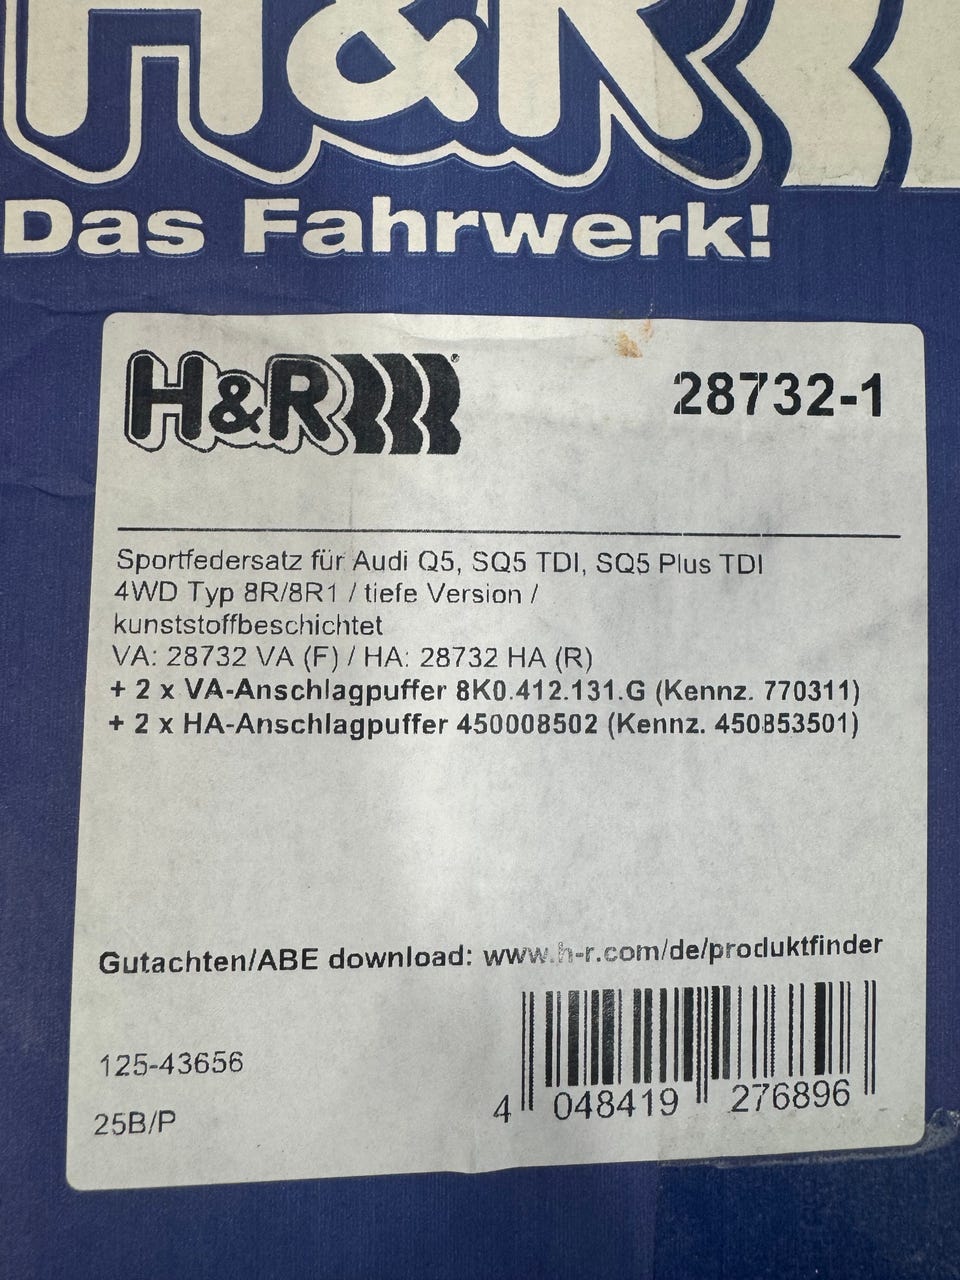 H&R
Das Fahrwerk!
H&R®
28732-1
Sportfedersatz für Audi Q5, SQ5 TDI, SQ5 Plus TDI
4WD Typ 8R/8R1 / tiefe Version /
kunststoffbeschichtet
VA: 28732 VA (F) / HA: 28732 HA (R)
+ 2 x VA-Anschlagpuffer 8K0.412.131.G (Kennz. 770311)
+ 2 x HA-Anschlagpuffer 450008502 (Kennz. 450853501)
Gutachten/ABE download: www.h-r.com/de/produktfinder
125-43656
25B/P
4 048419 276896